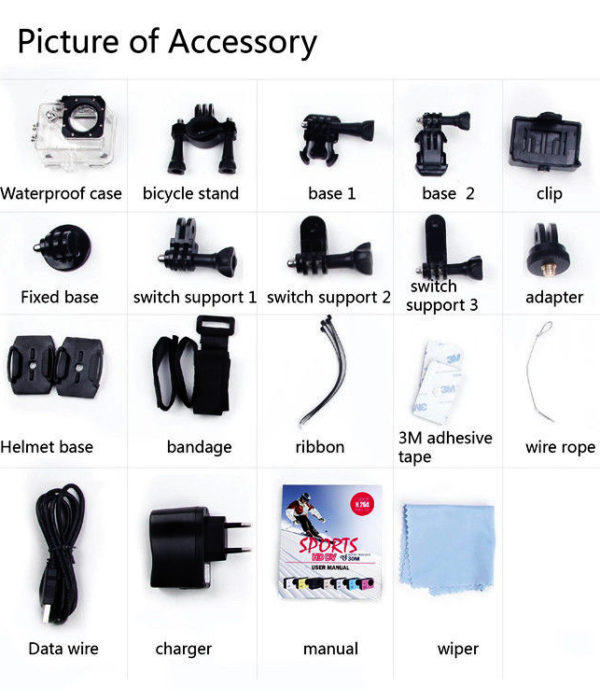 Picture of Accessory
Waterproof case
bicycle stand
base 1
base 2
clip
Fixed base
switch support 1
switch support 2
switch
support 3
adapter
Helmet base
bandage
ribbon
3M
3M
3M adhesive
tape
wire rope
H.264
SPORTS
HD DV
30M
USER MANUAL
Data wire
charger
manual
wiper